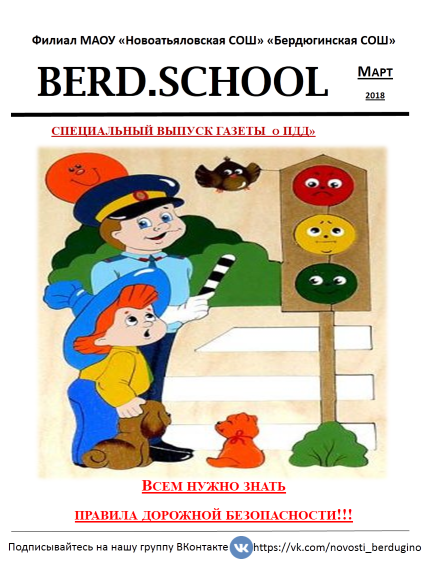 Филиал МАОУ «Новоатьяловская СОШ» «Бердюгинская СОШ»
BERD.SCHOOL
МАРТ
2018
СПЕЦИАЛЬНЫЙ ВЫПУСК ГАЗЕТЫ О ПДД»
ВСЕМ НУЖНО ЗНАТЬ
ПРАВИЛА ДОРОЖНОЙ БЕЗОПАСНОСТИ!!!
Подписывайтесь на нашу группу ВКонтакте https://vk.com/novosti_berdugino